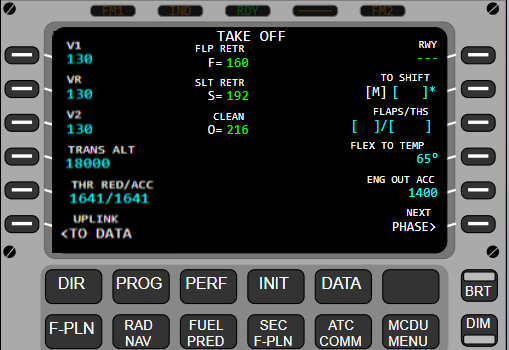 FM1 IND RDY FM2
TAKE OFF
V1 FLP RETR RWY
130 F= 160 ---
VR SLT RETR TO SHIFT
130 S= 192 [M] [ ]*
V2 CLEAN FLAPS/THS
130 O= 216 [ ]/[ ]
TRANS ALT FLEX TO TEMP
18000 65°
THR RED/ACC ENG OUT ACC
1641/1641 1400
UPLINK NEXT
<TO DATA PHASE>
DIR PROG PERF INIT DATA
BRT
F-PLN RAD NAV FUEL PRED SEC F-PLN ATC COMM MCDU MENU
DIM